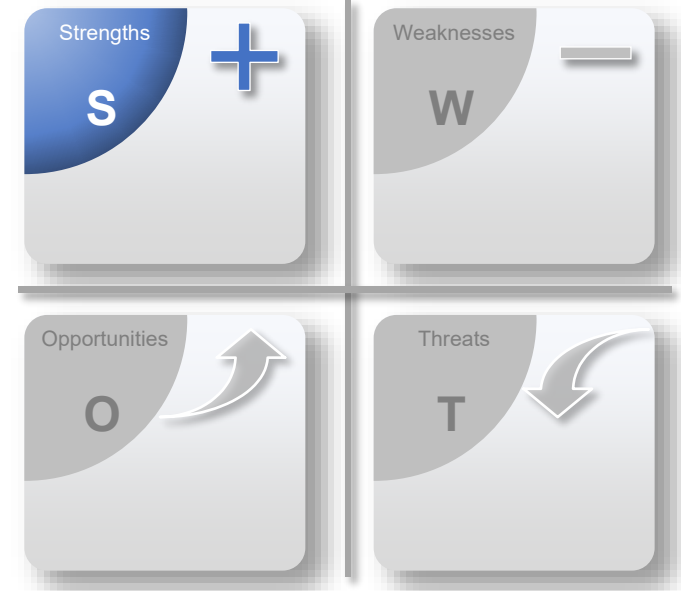 Strengths
S
Weaknesses
W
Opportunities
O
Threats
T